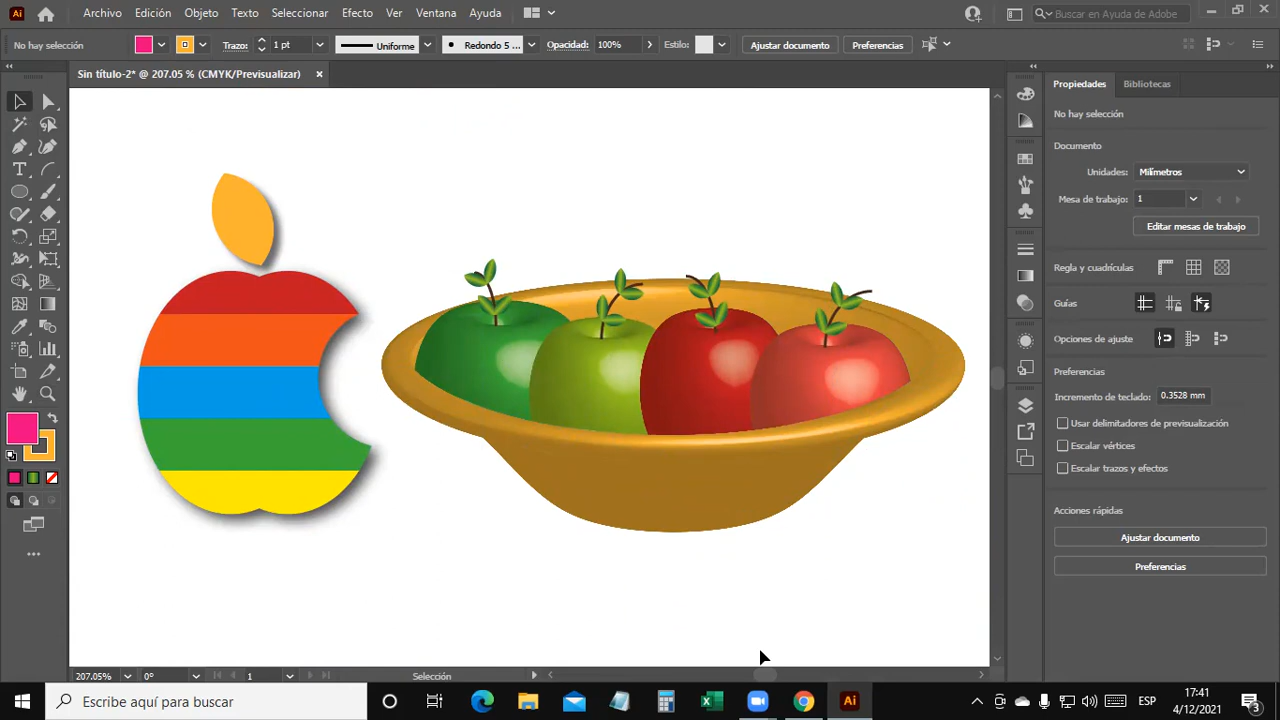 Ai Archivo Edición Objeto Texto Seleccionar Efecto Ver Ventana Ayuda Buscar en Ayuda de Adobe
No hay selección Trazo: 1 pt Uniforme Redondo 5 ... Opacidad: 100% Estilo: Ajustar documento Preferencias
Sin título-2* @ 207.05 % (CMYK/Previsualizar)
Propiedades Bibliotecas
No hay selección
Documento
Unidades: Milímetros
Mesa de trabajo: 1
Editar mesas de trabajo
Regla y cuadrículas
Guías
Opciones de ajuste
Preferencias
Incremento de teclado: 0.3528 mm
Usar delimitadores de previsualización
Escalar vértices
Escalar trazos y efectos
Acciones rápidas
Ajustar documento
Preferencias
207.05% 0° 1 Selección
Escribe aquí para buscar
Ai
ESP
17:41
4/12/2021
3